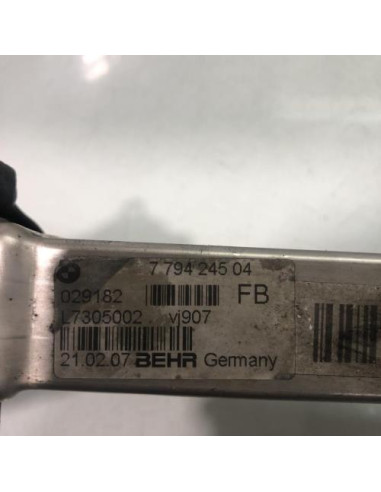 7 794 245 04
029182 FB
L7305002 vj907
21.02.07 BEHR Germany